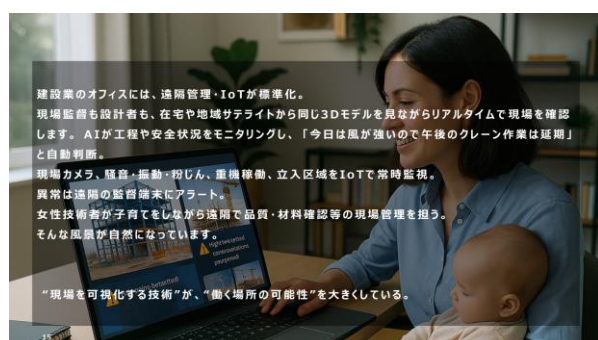 建設業のオフィスには、遠隔管理・IoTが標準化。
現場監督も設計者も、在宅や地域サテライトから同じ3Dモデルを見ながらリアルタイムで現場を確認
します。 AIが工程や安全状況をモニタリングし、「今日は風が強いので午後のクレーン作業は延期」
と自動判断。
現場カメラ、騒音・振動・粉じん、重機稼働、立入区域をIoTで常時監視。
異常は遠隔の監督端末にアラート。
女性技術者が子育てをしながら遠隔で品質・材料確認等の現場管理を担う。
そんな風景が自然になっています。
“現場を可視化する技術”が、“働く場所の可能性”を大きくしている。
15